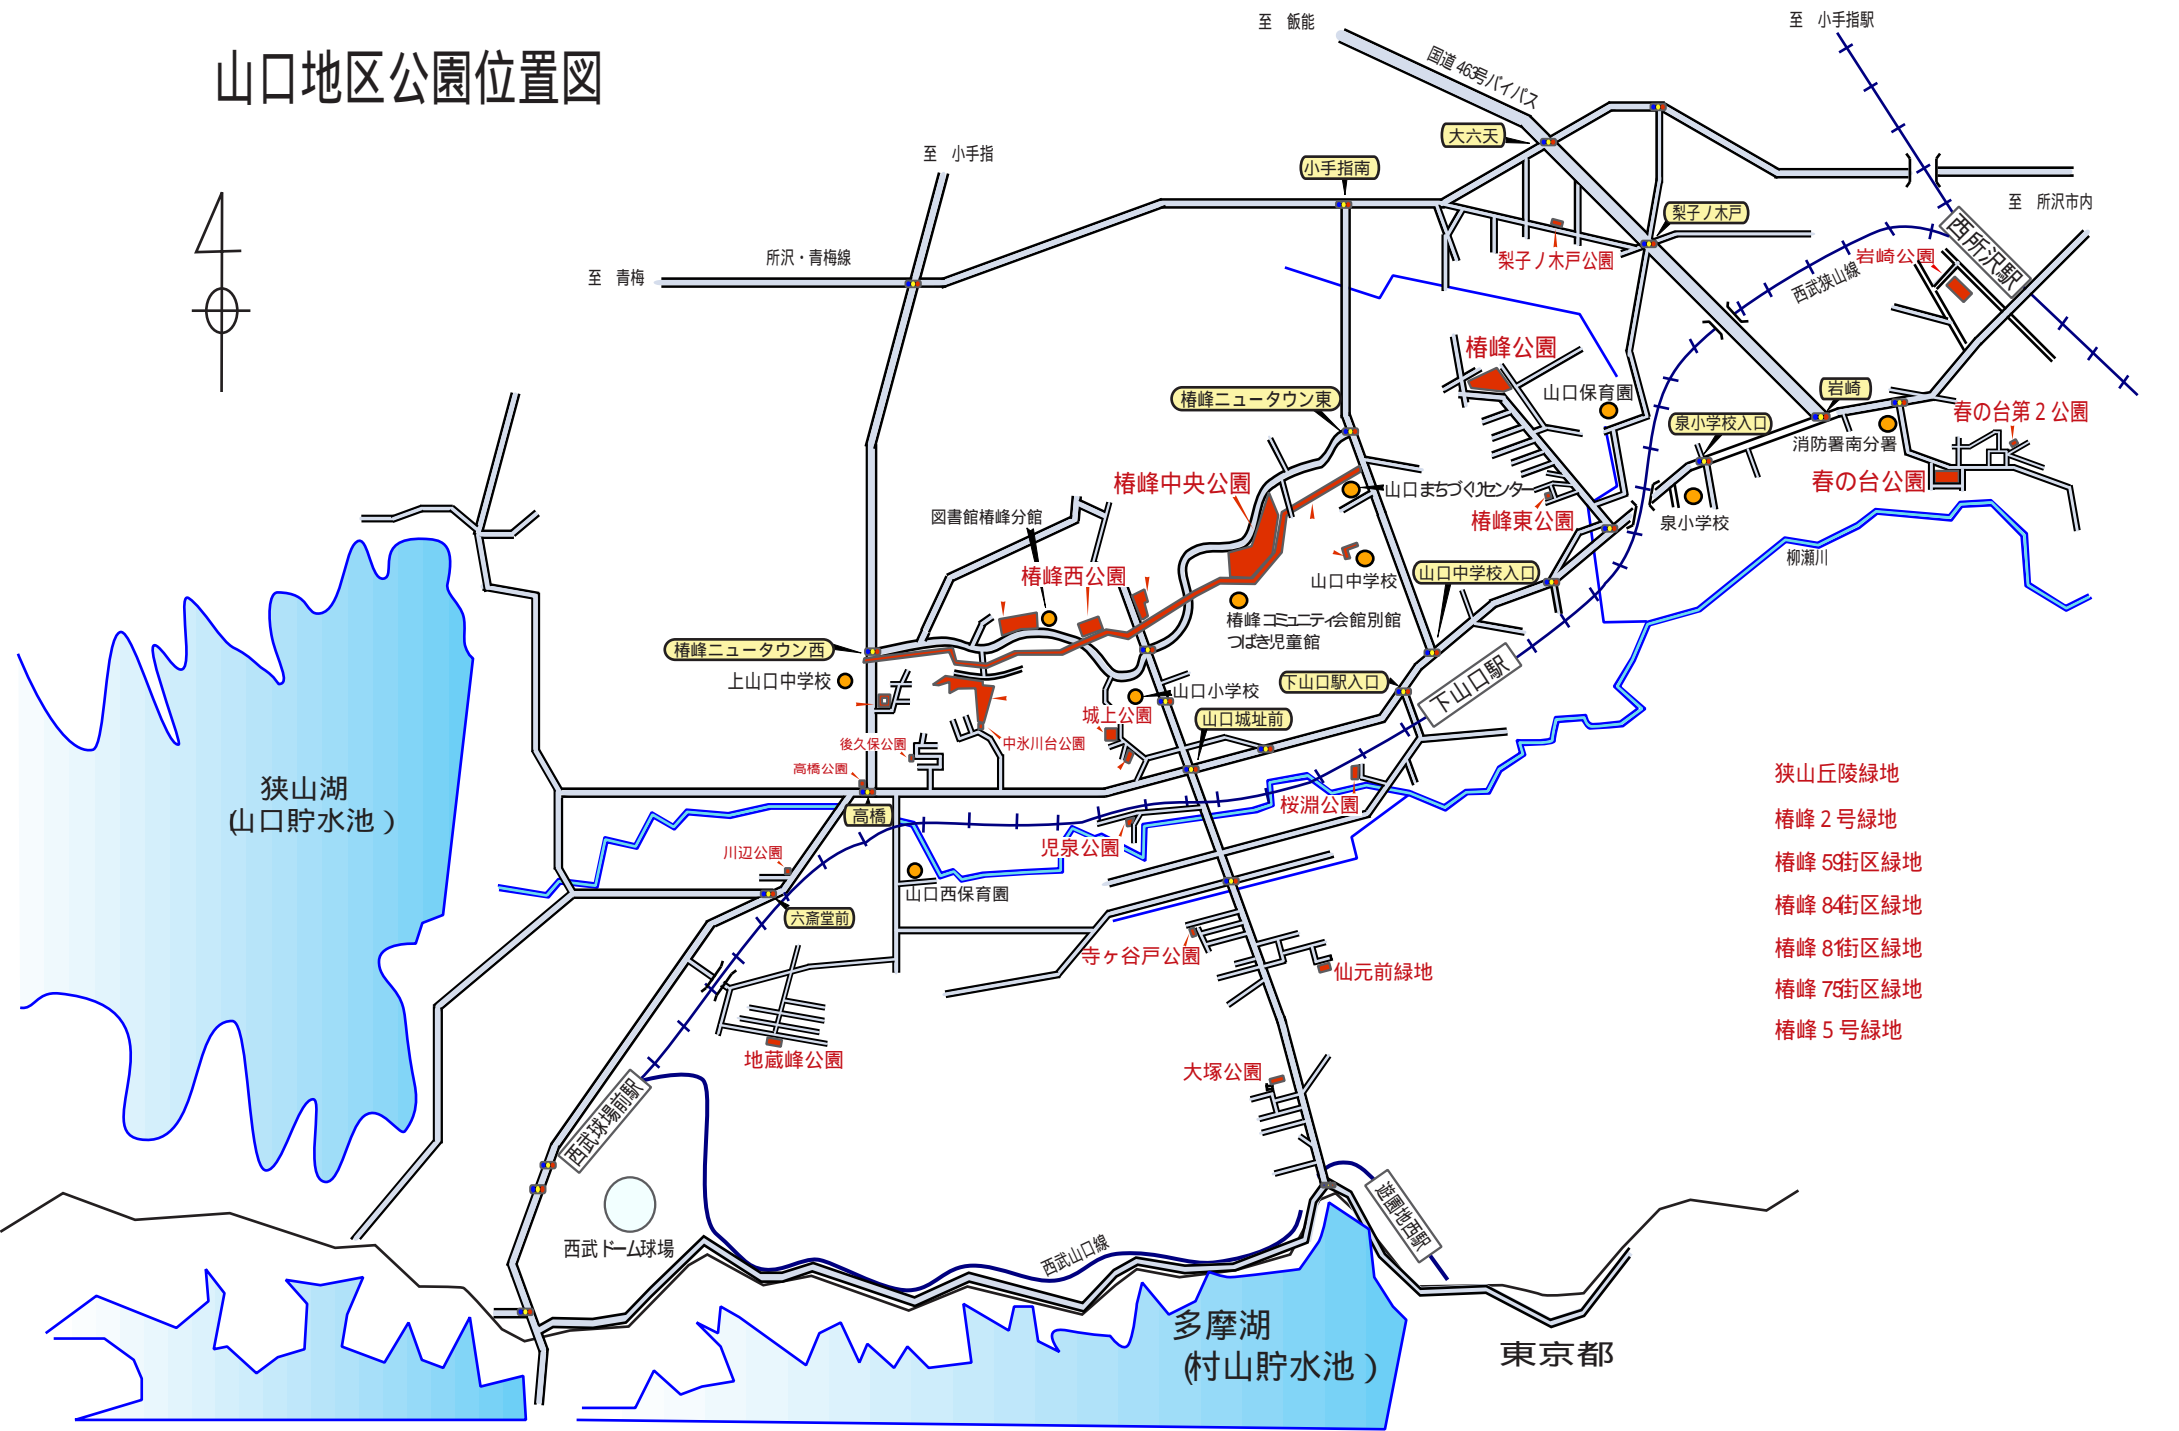 山口地区公園位置図
至　飯能
至　小手指駅
国道463号バイパス
大六天
至　小手指
小手指南
梨子ノ木戸
至　所沢市内
西所沢駅
所沢・青梅線
至　青梅
梨子ノ木戸公園
岩崎公園
西武狭山線
椿峰公園
山口保育園
岩崎
椿峰ニュータウン東
泉小学校入口
春の台第2公園
消防署南分署
春の台公園
椿峰中央公園
山口まちづくりセンター
図書館椿峰分館
椿峰東公園
泉小学校
柳瀬川
椿峰西公園
山口中学校
山口中学校入口
椿峰コミュニティ会館別館
つばき児童館
椿峰ニュータウン西
上山口中学校
山口小学校
下山口駅入口
下山口駅
城上公園
山口城址前
後久保公園
中氷川台公園
高橋公園
狭山湖
(山口貯水池)
高橋
桜淵公園
児泉公園
川辺公園
山口西保育園
六斎堂前
寺ヶ谷戸公園
仙元前緑地
狭山丘陵緑地
椿峰2号緑地
椿峰59街区緑地
椿峰84街区緑地
椿峰81街区緑地
椿峰75街区緑地
椿峰5号緑地
地蔵峰公園
大塚公園
西武球場前駅
西武ドーム球場
西武山口線
遊園地西駅
多摩湖
(村山貯水池)
東京都